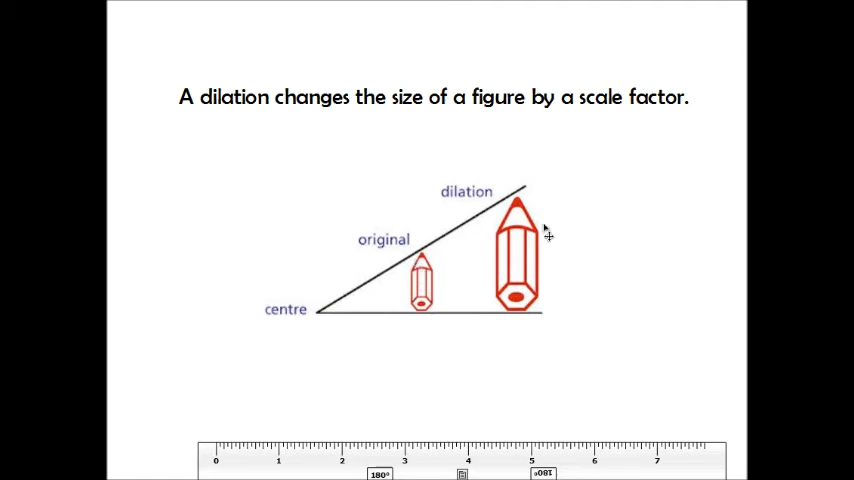 A dilation changes the size of a figure by a scale factor.
dilation
original
centre
0 1 2 3 4 5 6 7
180° 180°